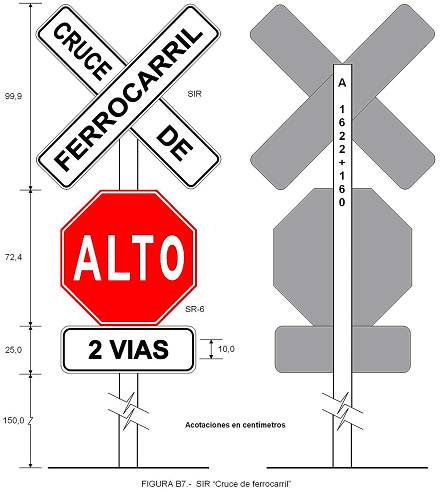 CRUCE
DE
FERROCARRIL
SIR
ALTO
SR-6
2 VIAS
99,9
72,4
25,0
10,0
150,0
A 1622+160
Acotaciones en centímetros
FIGURA B7.- SIR "Cruce de ferrocarril"